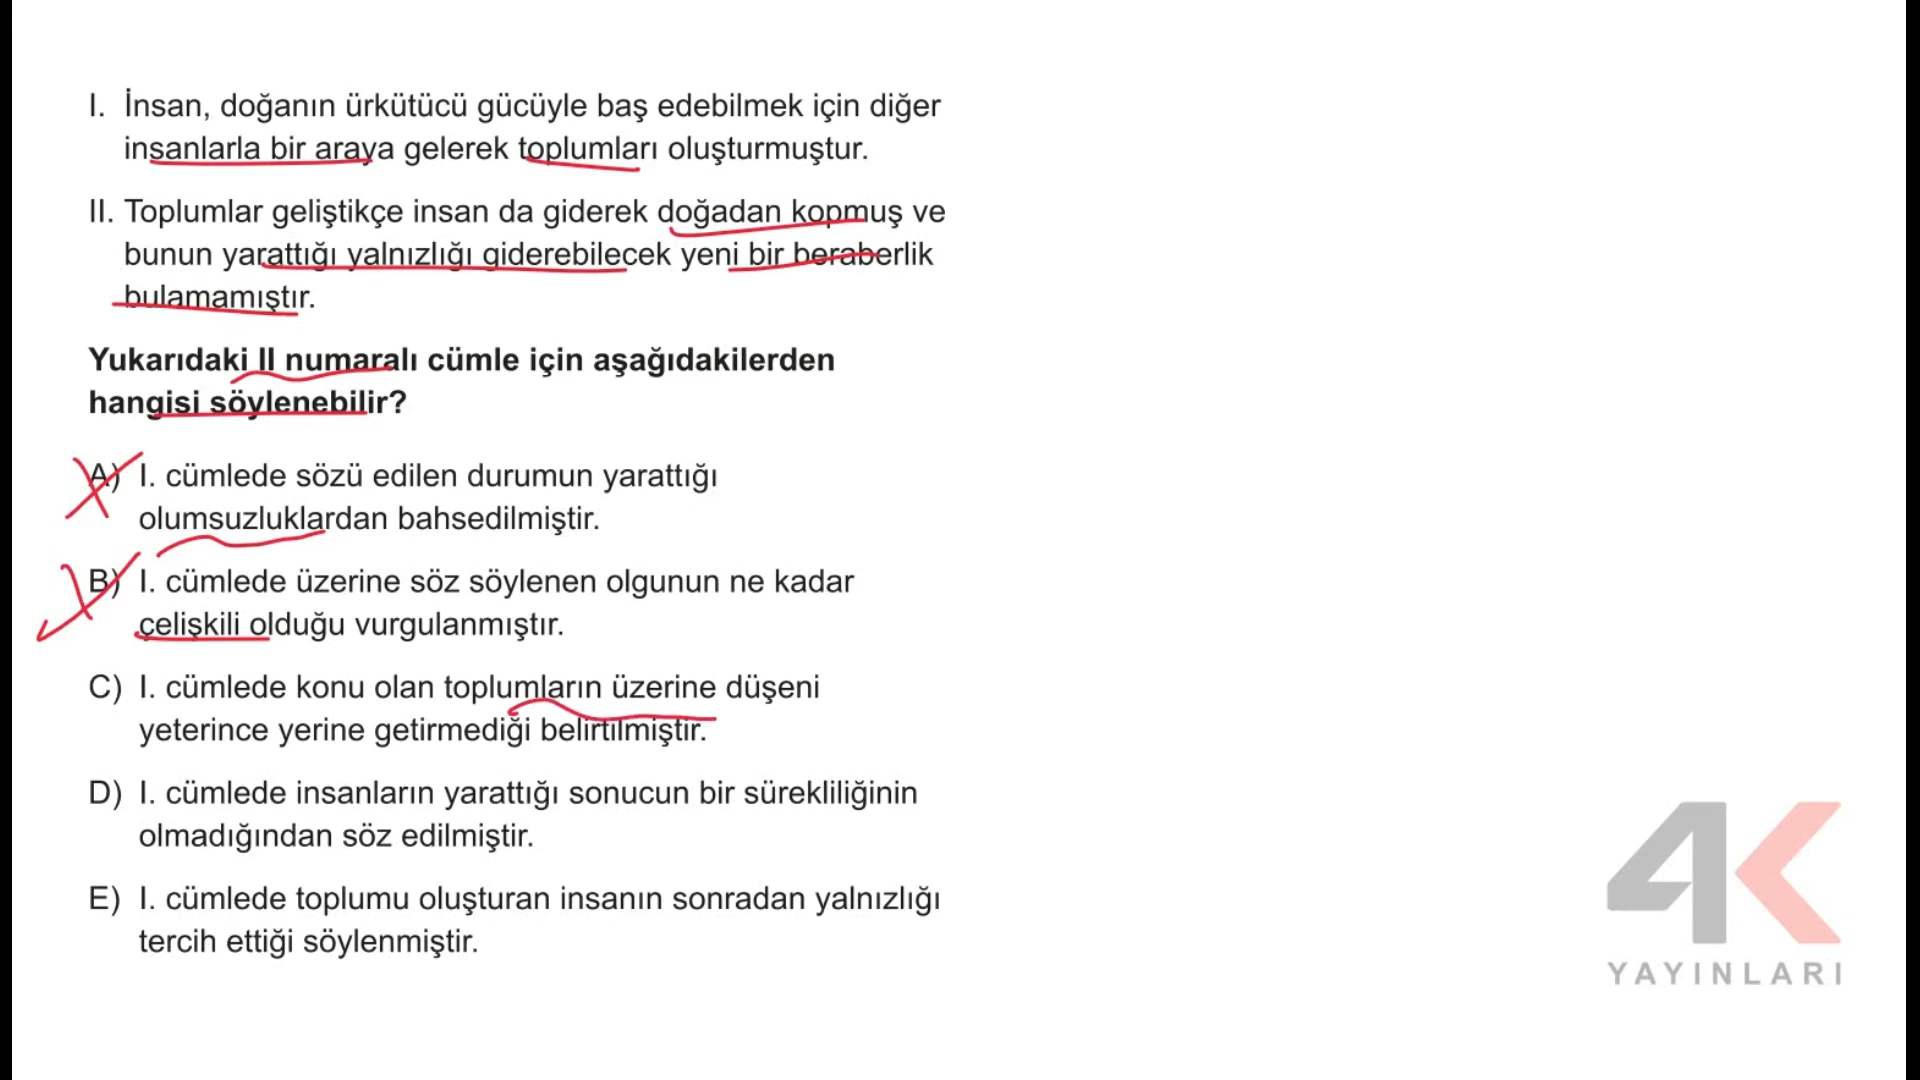 I. İnsan, doğanın ürkütücü gücüyle baş edebilmek için diğer
insanlarla bir araya gelerek toplumları oluşturmuştur.
II. Toplumlar geliştikçe insan da giderek doğadan kopmuş ve
bunun yarattığı yalnızlığı giderebilecek yeni bir beraberlik
bulamamıştır.
Yukarıdaki II numaralı cümle için aşağıdakilerden
hangisi söylenebilir?
A) I. cümlede sözü edilen durumun yarattığı
olumsuzluklardan bahsedilmiştir.
B) I. cümlede üzerine söz söylenen olgunun ne kadar
çelişkili olduğu vurgulanmıştır.
C) I. cümlede konu olan toplumların üzerine düşeni
yeterince yerine getirmediği belirtilmiştir.
D) I. cümlede insanların yarattığı sonucun bir sürekliliğinin
olmadığından söz edilmiştir.
E) I. cümlede toplumu oluşturan insanın sonradan yalnızlığı
tercih ettiği söylenmiştir.
4K
YAYINLARI